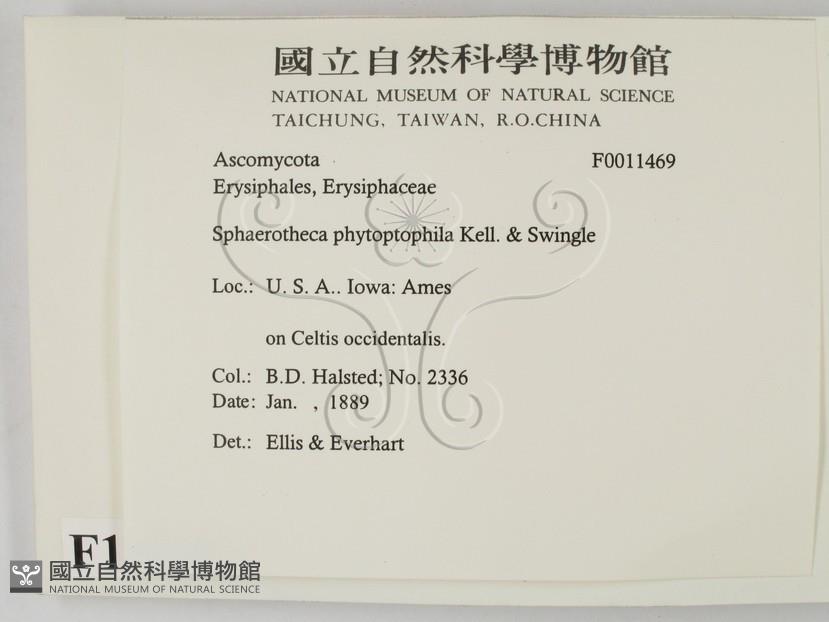 國立自然科學博物館
NATIONAL MUSEUM OF NATURAL SCIENCE
TAICHUNG, TAIWAN, R.O.CHINA
Ascomycota F0011469
Erysiphales, Erysiphaceae
Sphaerotheca phytoptophila Kell. & Swingle
Loc.: U. S. A.. Iowa: Ames
on Celtis occidentalis.
Col.: B.D. Halsted; No. 2336
Date: Jan. , 1889
Det.: Ellis & Everhart
F1
國立自然科學博物館
NATIONAL MUSEUM OF NATURAL SCIENCE